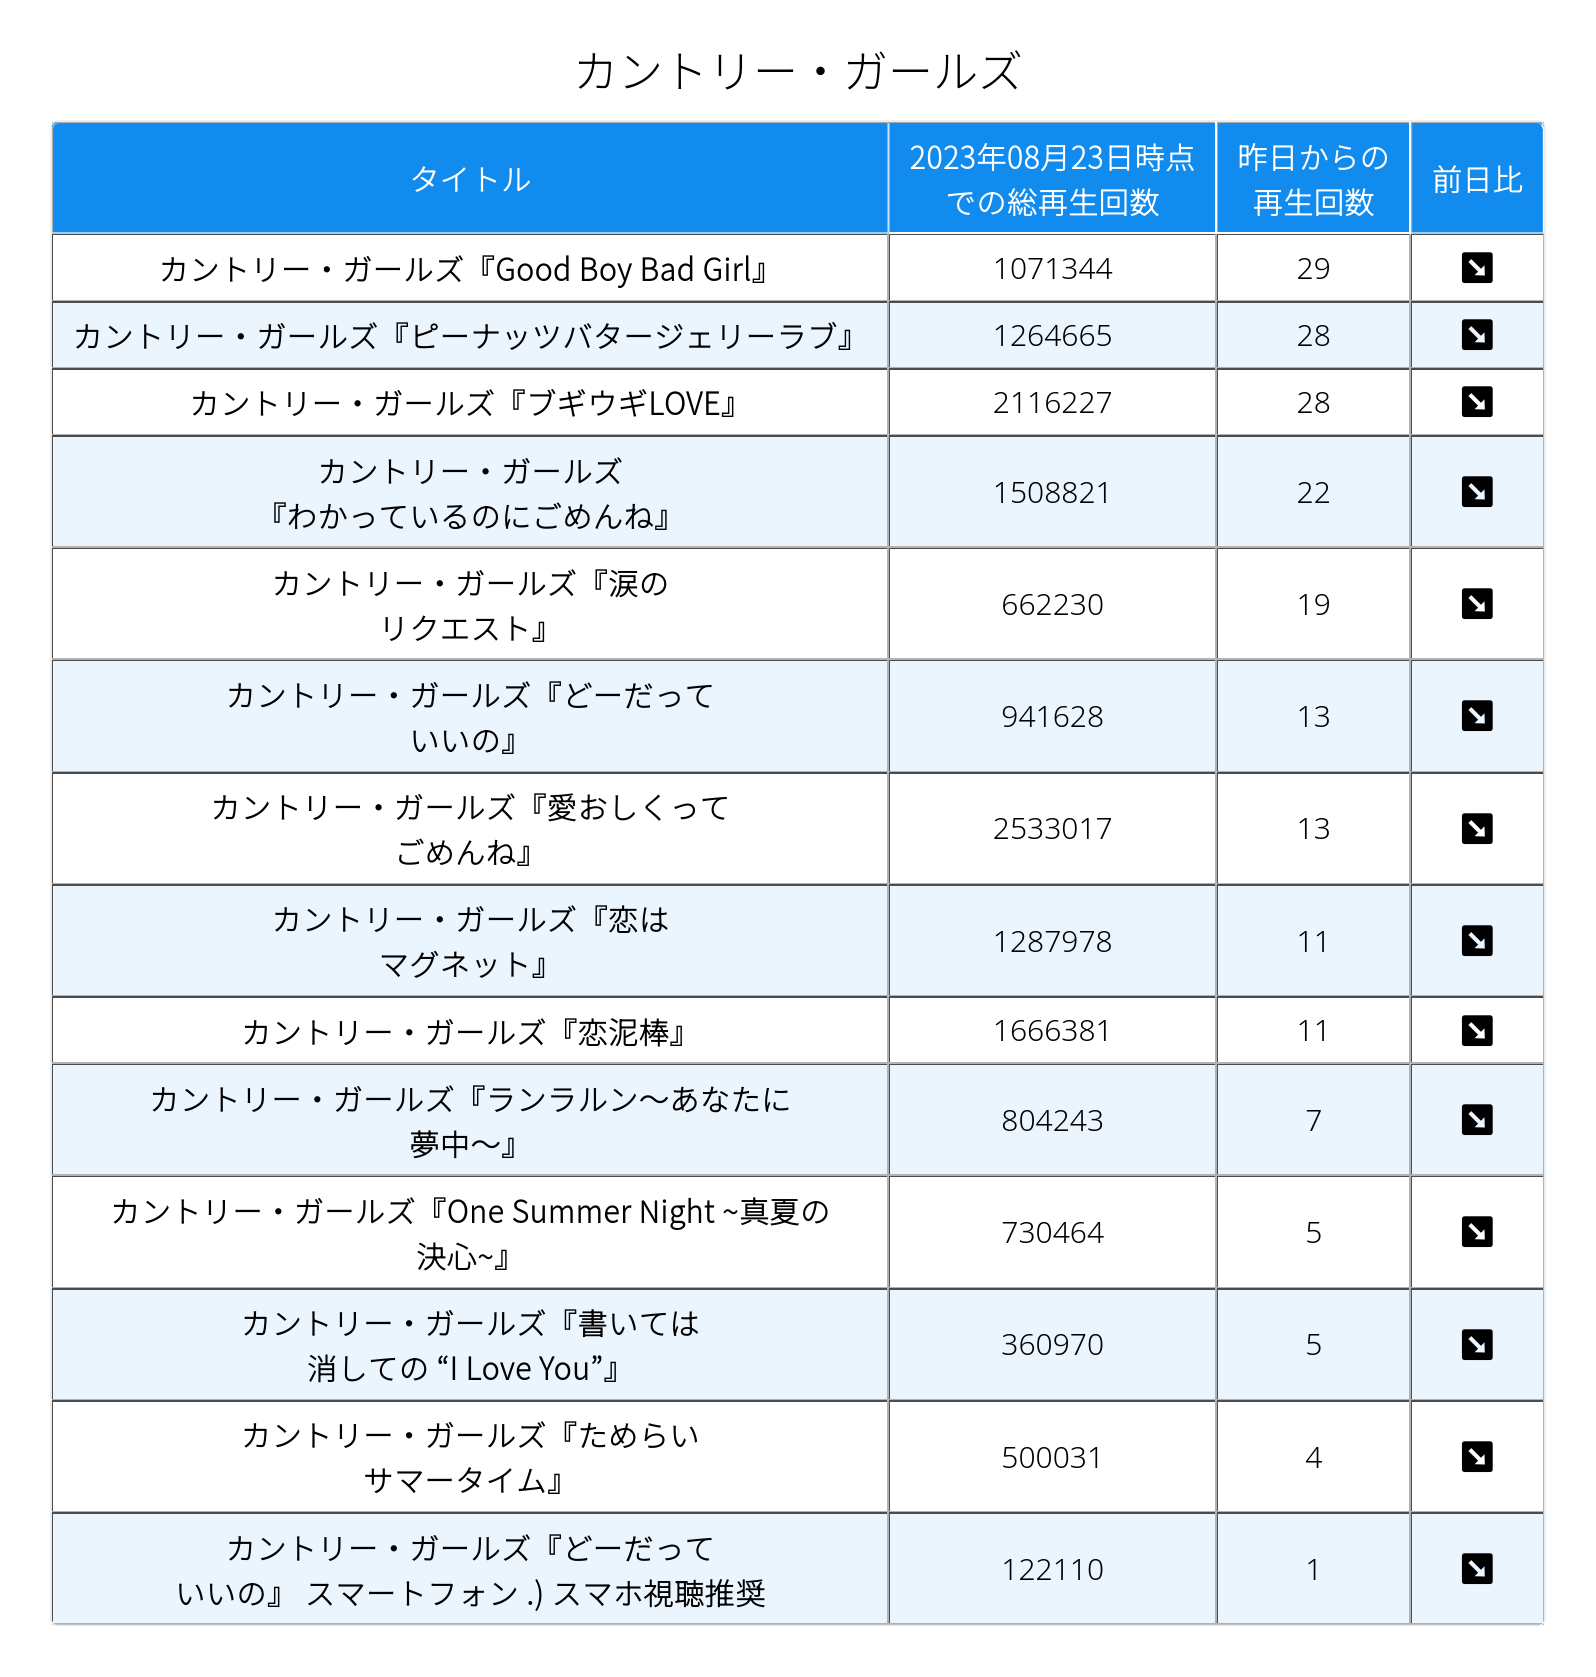 カントリー・ガールズ
タイトル
2023年08月23日時点
での総再生回数
昨日からの
再生回数
前日比
カントリー・ガールズ『Good Boy Bad Girl』
1071344
29
カントリー・ガールズ『ピーナッツバタージェリーラブ』
1264665
28
カントリー・ガールズ『ブギウギLOVE』
2116227
28
カントリー・ガールズ
『わかっているのにごめんね』
1508821
22
カントリー・ガールズ『涙の
リクエスト』
662230
19
カントリー・ガールズ『どーだって
いいの』
941628
13
カントリー・ガールズ『愛おしくって
ごめんね』
2533017
13
カントリー・ガールズ『恋は
マグネット』
1287978
11
カントリー・ガールズ『恋泥棒』
1666381
11
カントリー・ガールズ『ランラルン〜あなたに
夢中〜』
804243
7
カントリー・ガールズ『One Summer Night ~真夏の
決心~』
730464
5
カントリー・ガールズ『書いては
消しての “I Love You”』
360970
5
カントリー・ガールズ『ためらい
サマータイム』
500031
4
カントリー・ガールズ『どーだって
いいの』 スマートフォン .) スマホ視聴推奨
122110
1